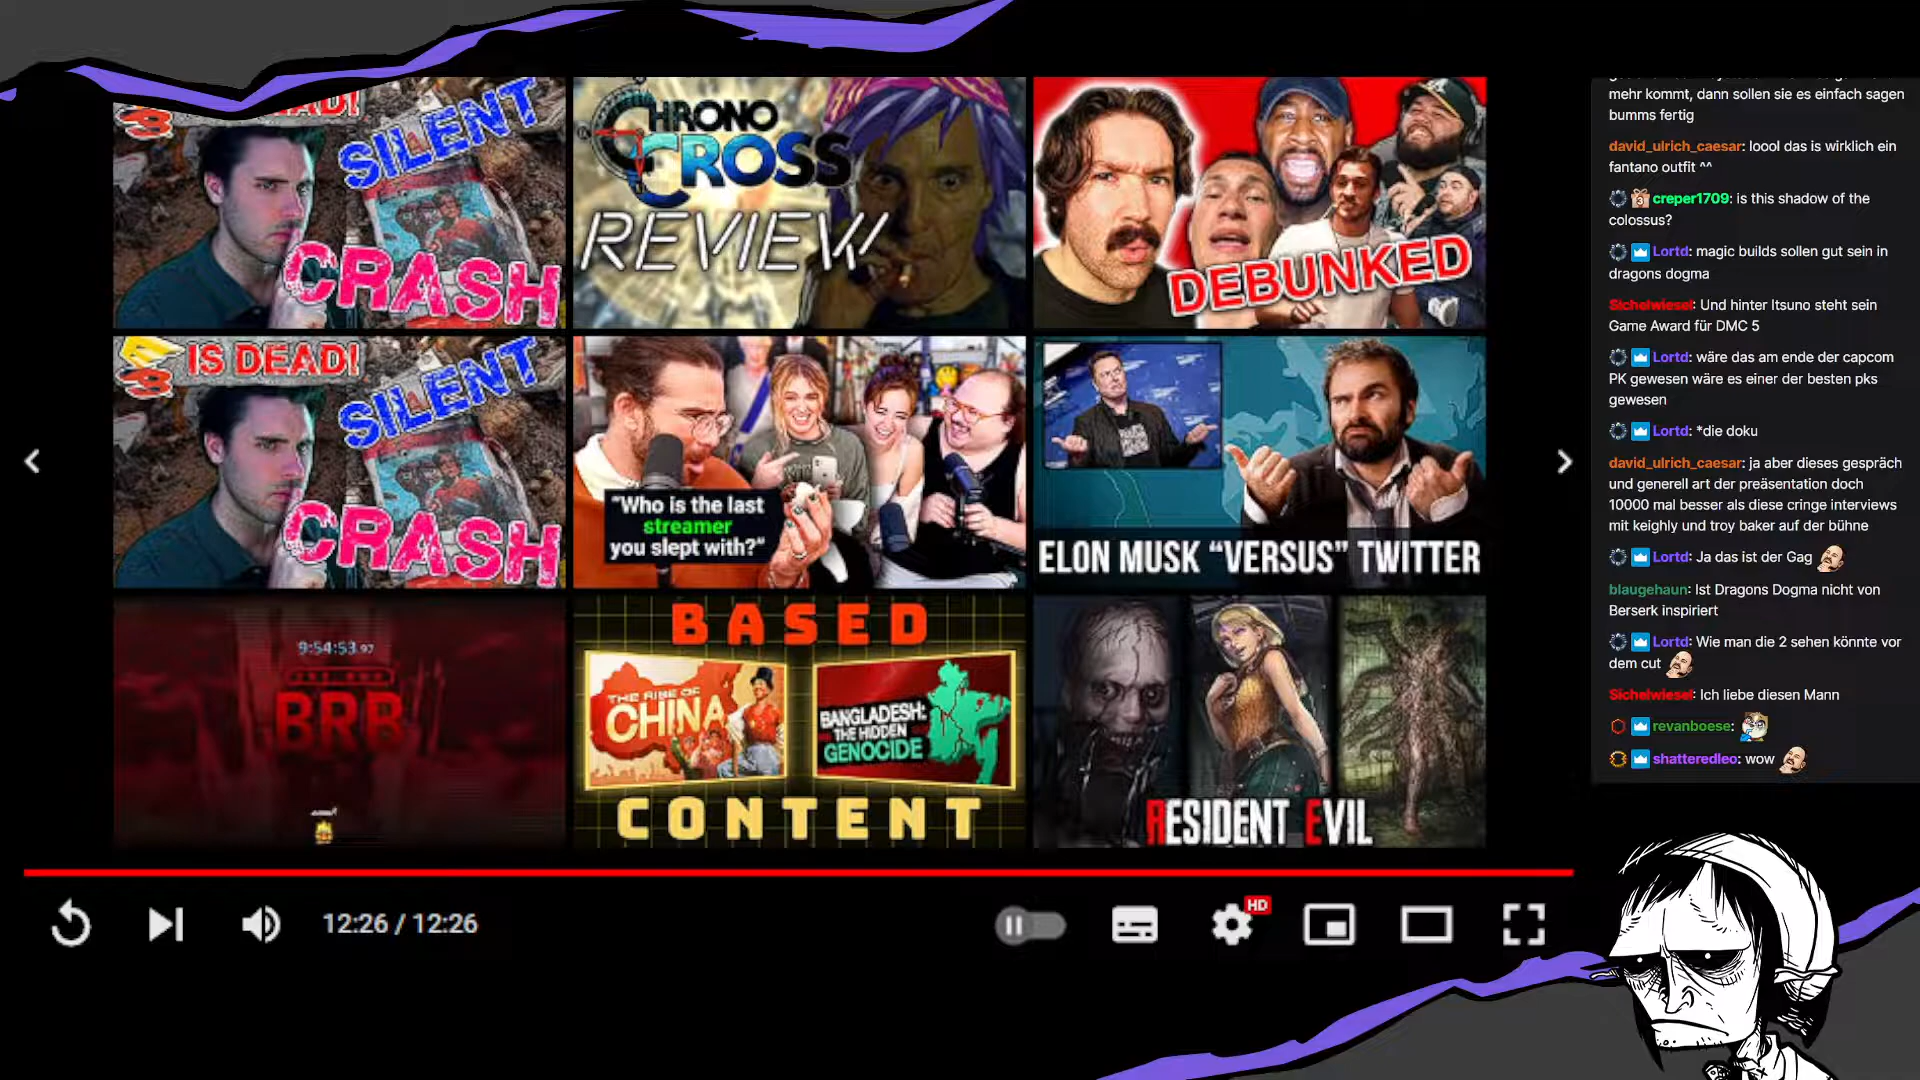 SILENT
CRASH
CHRONO
CROSS
REVIEW
DEBUNKED
IS DEAD!
SILENT
CRASH
"Who is the last
streamer
you slept with?"
ELON MUSK "VERSUS" TWITTER
9:54:53.97
BRB
BASED
THE RISE OF
CHINA
BANGLADESH:
THE HIDDEN
GENOCIDE
CONTENT
RESIDENT EVIL
12:26 / 12:26
HD
mehr kommt, dann sollen sie es einfach sagen
bumms fertig
david_ulrich_caesar: loool das is wirklich ein
fantano outfit ^^
creper1709: is this shadow of the
colossus?
Lortd: magic builds sollen gut sein in
dragons dogma
Sichelwiesel: Und hinter Itsuno steht sein
Game Award für DMC 5
Lortd: wäre das am ende der capcom
PK gewesen wäre es einer der besten pks
gewesen
Lortd: *die doku
david_ulrich_caesar: ja aber dieses gespräch
und generell art der preäsentation doch
10000 mal besser als diese cringe interviews
mit keighly und troy baker auf der bühne
Lortd: Ja das ist der Gag
blaugehaun: Ist Dragons Dogma nicht von
Berserk inspiriert
Lortd: Wie man die 2 sehen könnte vor
dem cut
Sichelwiesel: Ich liebe diesen Mann
revanboese:
shatteredleo: wow